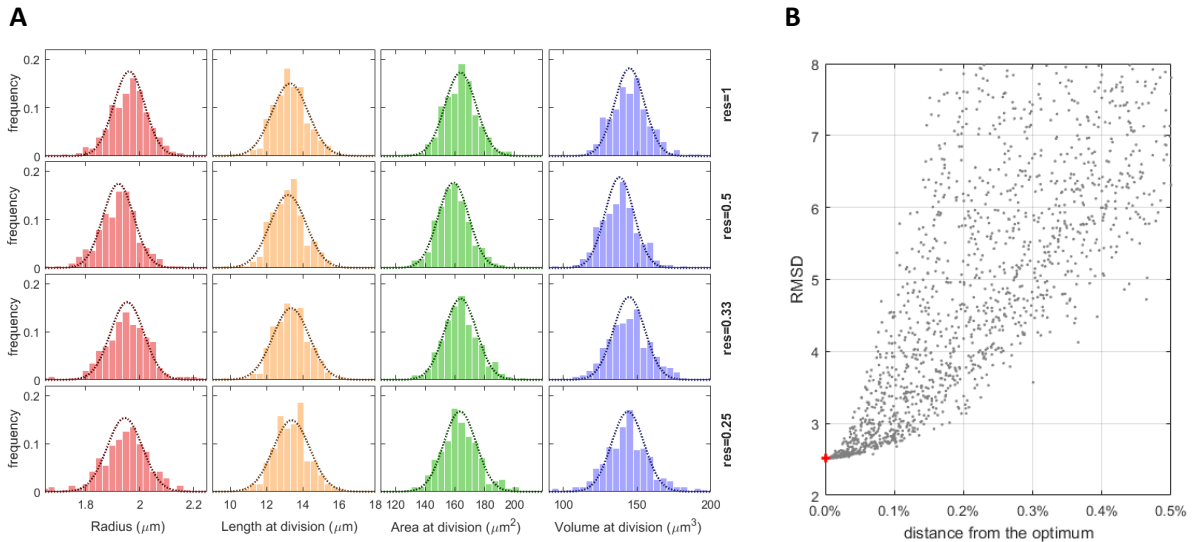 A
B
0.2
0.1
0
frequency
res=1
0.2
0.1
0
frequency
res=0.5
0.2
0.1
0
frequency
res=0.33
0.2
0.1
0
frequency
res=0.25
1.8 2 2.2
10 12 14 16 18
120 140 160 180 200
100 150 200
Radius (μm)
Length at division (μm)
Area at division (μm²)
Volume at division (μm³)
8
7
6
5
4
3
2
RMSD
0.0% 0.1% 0.2% 0.3% 0.4% 0.5%
distance from the optimum